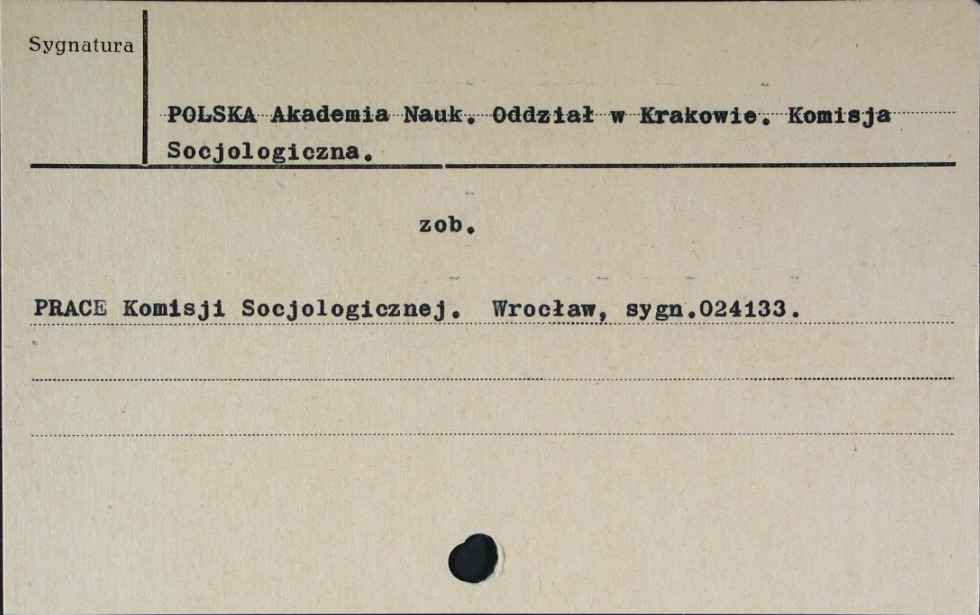 Sygnatura
POLSKA Akademia Nauk. Oddział w Krakowie. Komisja
Socjologiczna.
zob.
PRACE Komisji Socjologicznej. Wrocław, sygn.024133.